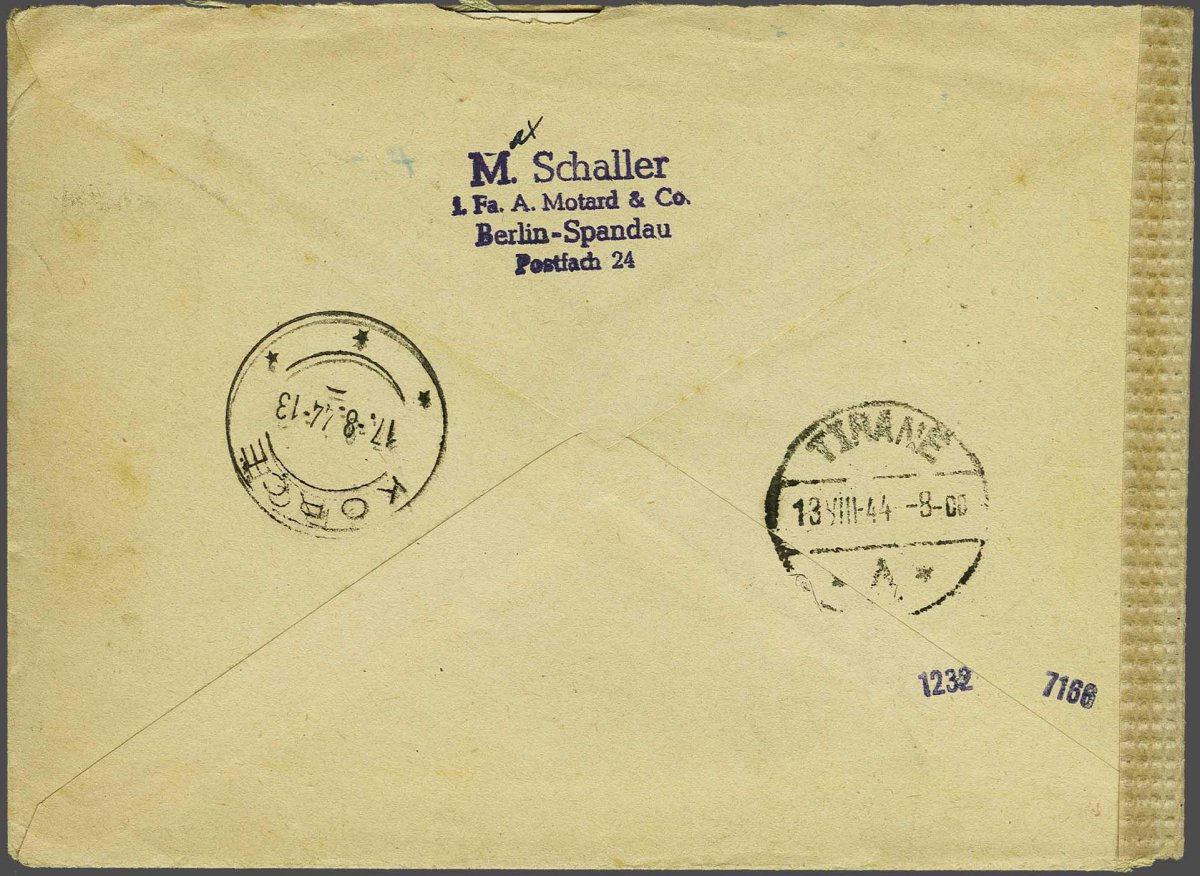 ax
M. Schaller
i. Fa. A. Motard & Co.
Berlin-Spandau
Postfach 24
17.-8.44-13
KORCE
TIRANE
13 VIII-44 -8-00
A
1232
7166